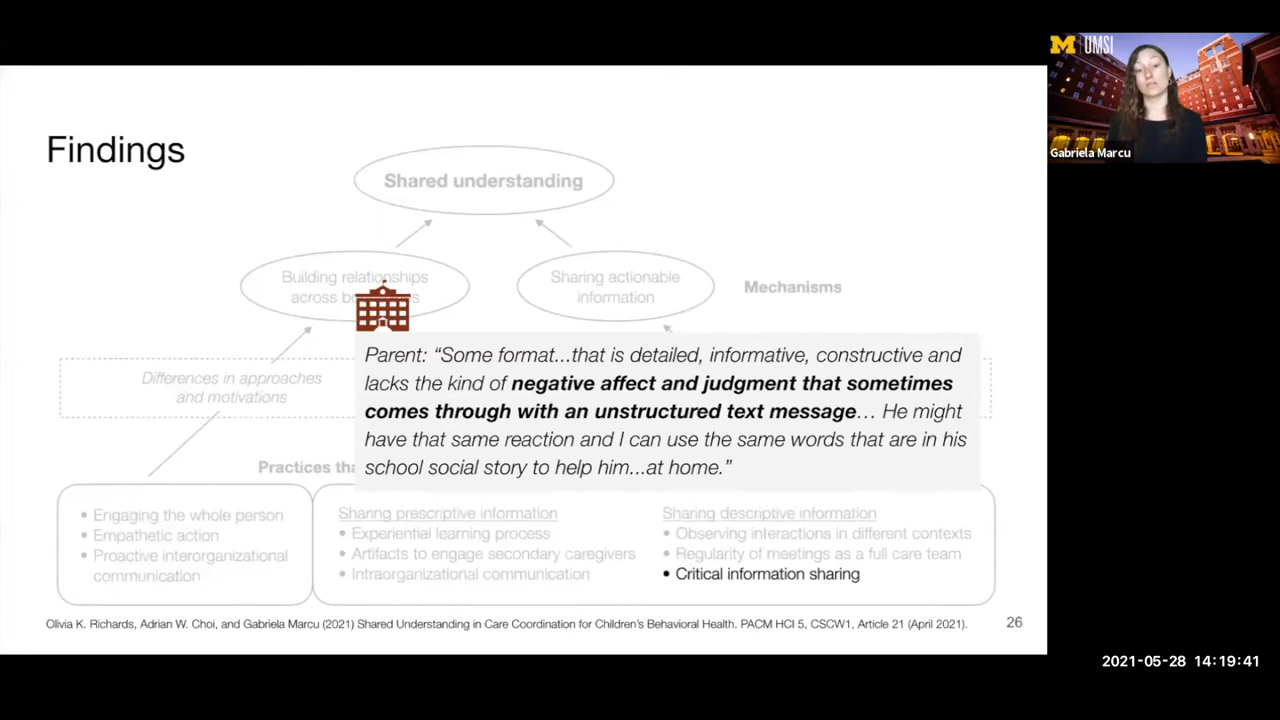 M | UMSI
Gabriela Marcu
Findings
Shared understanding
Building relationships
across
Sharing actionable
information
Mechanisms
Parent: “Some format...that is detailed, informative, constructive and
lacks the kind of negative affect and judgment that sometimes
comes through with an unstructured text message… He might
have that same reaction and I can use the same words that are in his
school social story to help him...at home.”
Differences in approaches
and motivations
Practices
• Engaging the whole person
• Empathetic action
• Proactive interorganizational
communication
Sharing prescriptive information
• Experiential learning process
• Artifacts to engage secondary caregivers
• Intraorganizational communication
Sharing descriptive information
• Observing interactions in different contexts
• Regularity of meetings as a full care team
• Critical information sharing
Olivia K. Richards, Adrian W. Choi, and Gabriela Marcu (2021) Shared Understanding in Care Coordination for Children's Behavioral Health. PACM HCI 5, CSCW1, Article 21 (April 2021).
26
2021-05-28 14:19:41